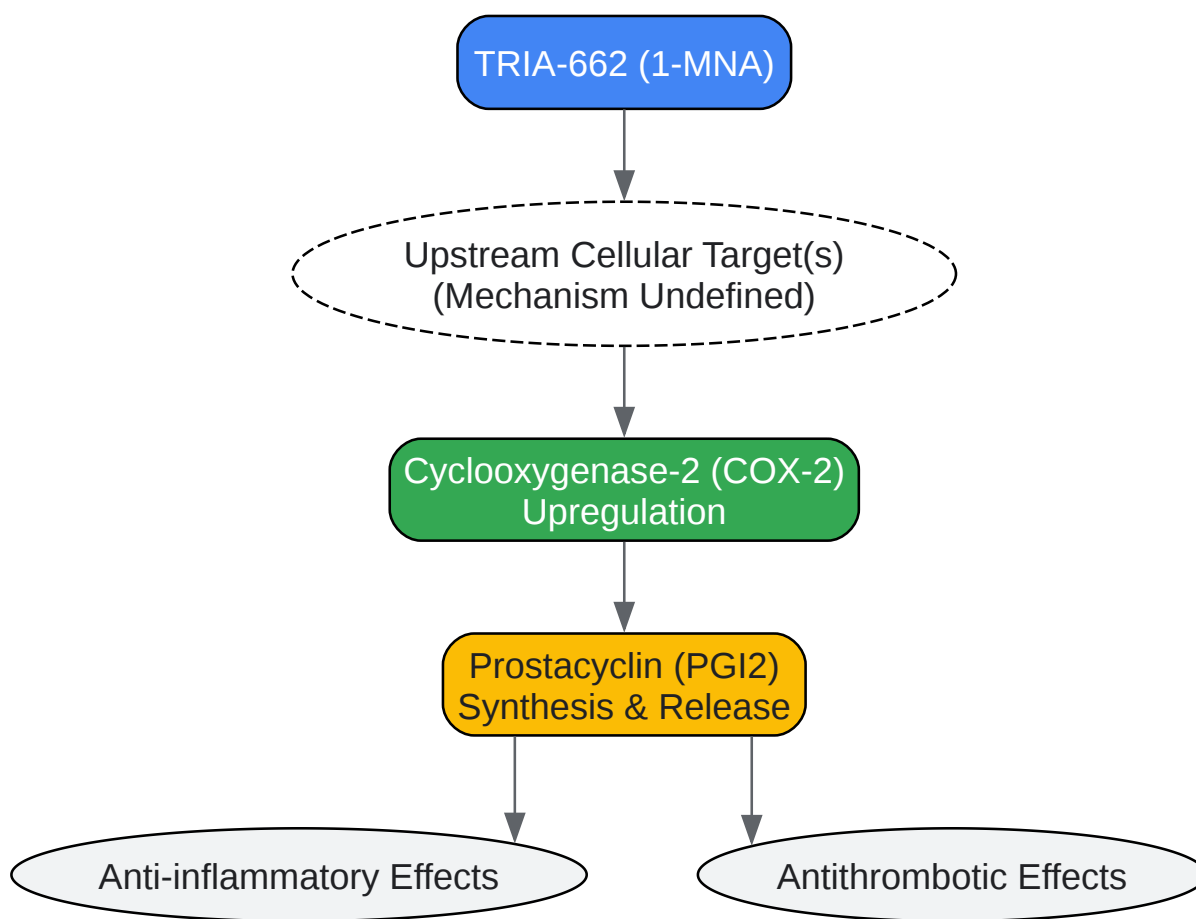 TRIA-662 (1-MNA)
Upstream Cellular Target(s)
(Mechanism Undefined)
Cyclooxygenase-2 (COX-2)
Upregulation
Prostacyclin (PGI2)
Synthesis & Release
Anti-inflammatory Effects
Antithrombotic Effects